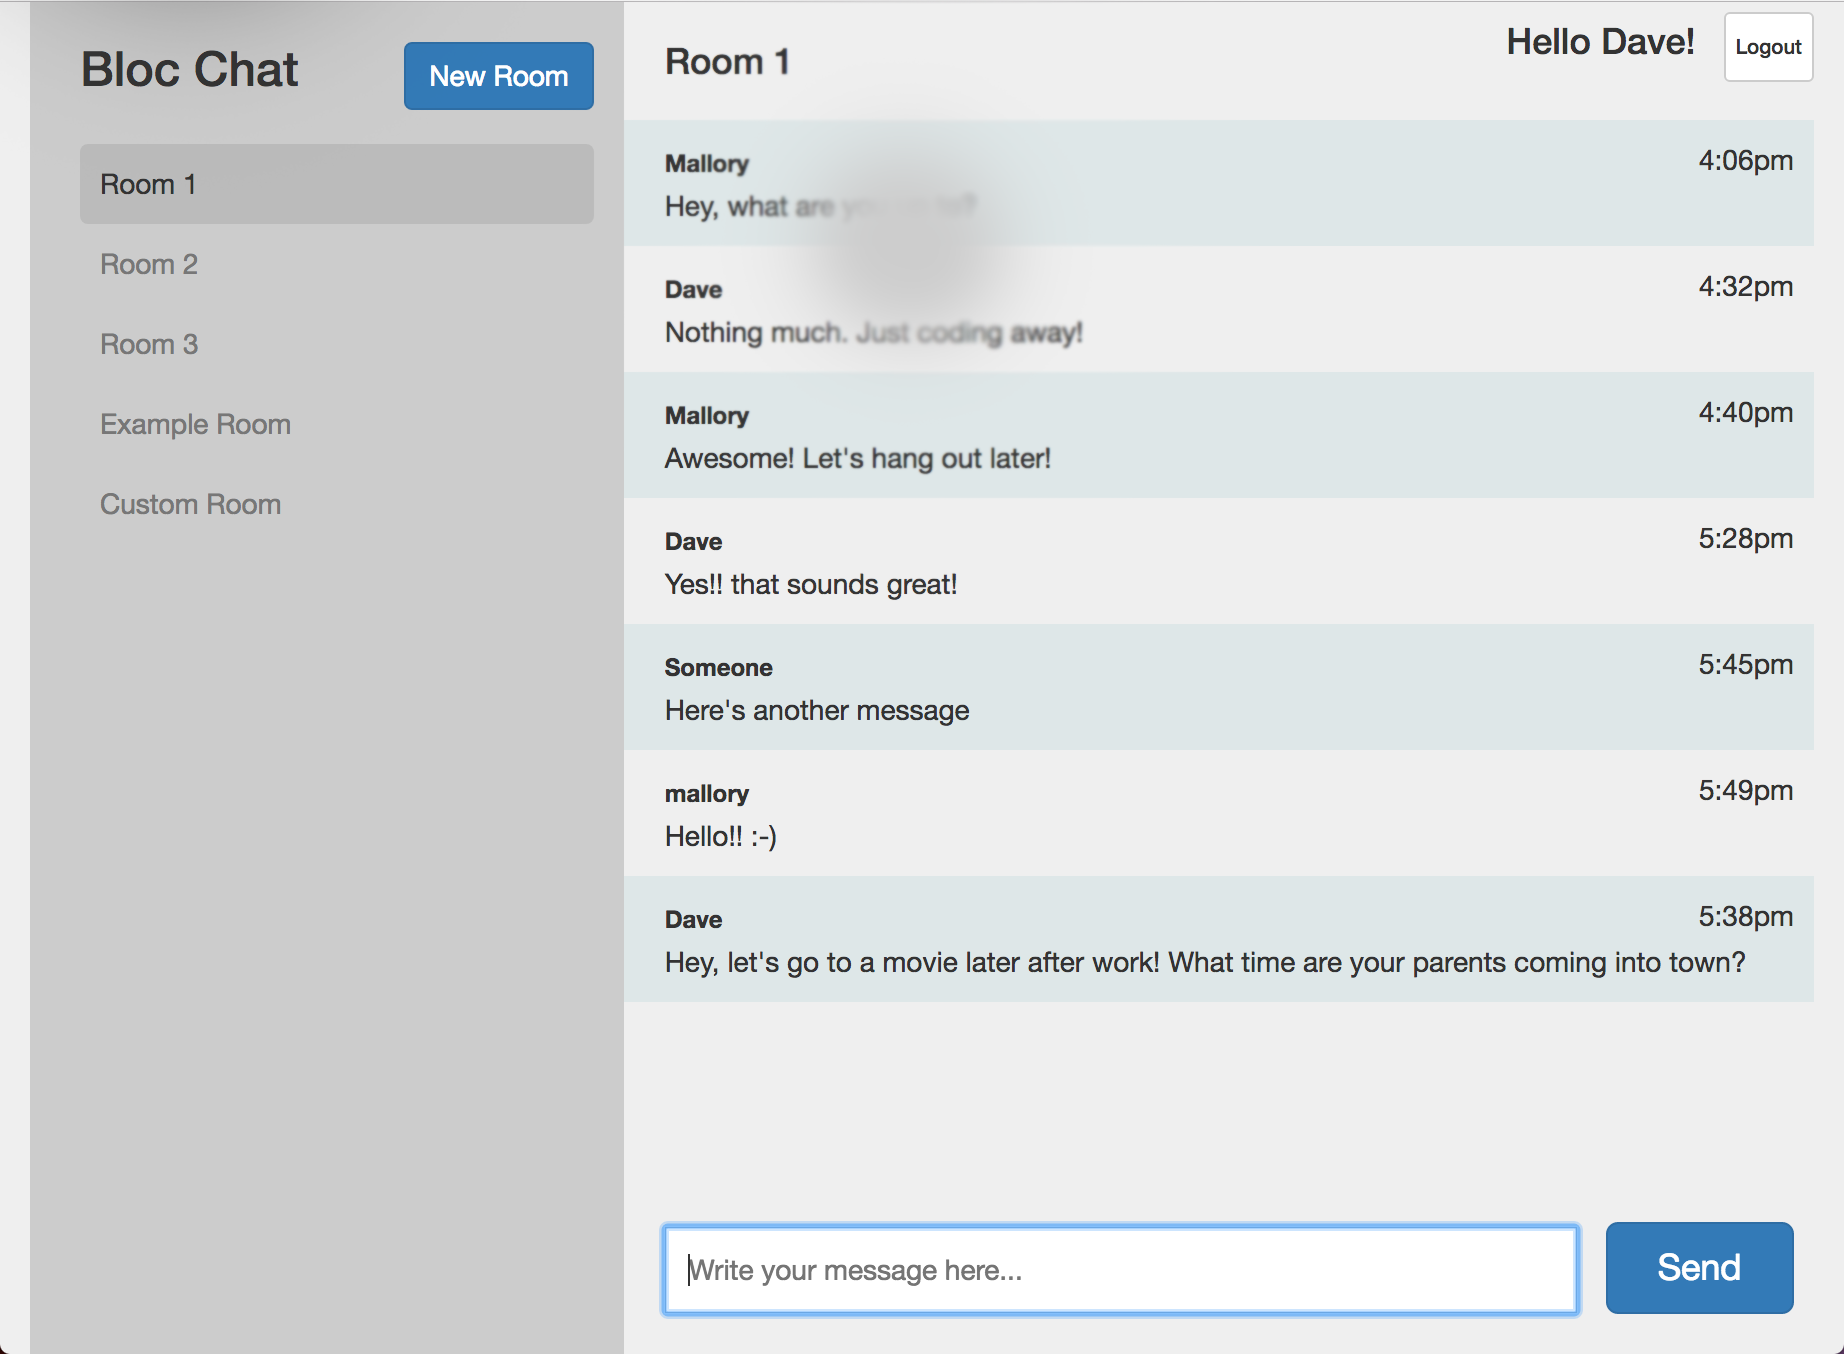 Bloc Chat
New Room
Room 1
Room 2
Room 3
Example Room
Custom Room
Room 1
Hello Dave!
Logout
Mallory
4:06pm
Hey, what are
Dave
4:32pm
Nothing much. Just coding away!
Mallory
4:40pm
Awesome! Let's hang out later!
Dave
5:28pm
Yes!! that sounds great!
Someone
5:45pm
Here's another message
mallory
5:49pm
Hello!! :-)
Dave
5:38pm
Hey, let's go to a movie later after work! What time are your parents coming into town?
Write your message here...
Send